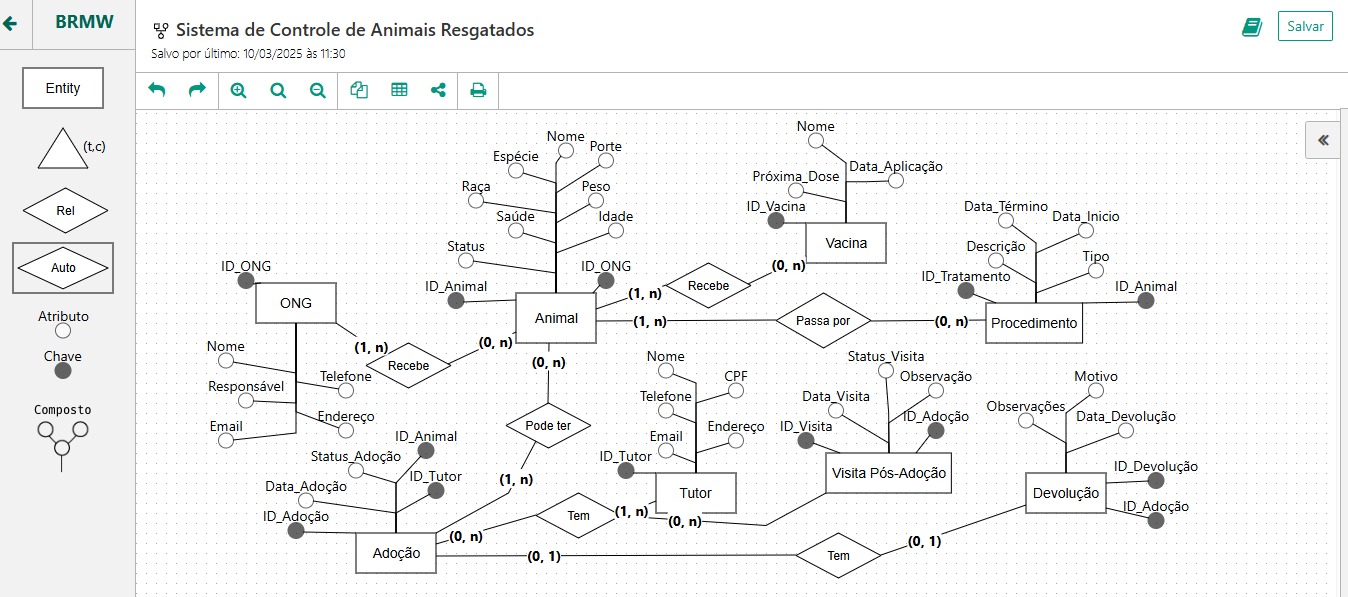 BRMW
Sistema de Controle de Animais Resgatados
Salvo por último: 10/03/2025 às 11:30
Salvar
Entity
(t,c)
Rel
Auto
Atributo
Chave
Composto
Nome
Espécie
Porte
Raça
Peso
Saúde
Idade
Status
ID_Animal
ID_ONG
Animal
Nome
Data_Aplicação
Próxima_Dose
ID_Vacina
Vacina
(0, n)
Recebe
(1, n)
Data_Término
Data_Inicio
Descrição
Tipo
ID_Tratamento
ID_Animal
Procedimento
(1, n)
Passa por
(0, n)
ID_ONG
ONG
Nome
Responsável
Email
Telefone
Endereço
(1, n)
Recebe
(0, n)
(0, n)
Pode ter
(1, n)
Nome
CPF
Telefone
Endereço
Email
ID_Tutor
Tutor
Status_Visita
Observação
Data_Visita
ID_Adoção
ID_Visita
Visita Pós-Adoção
Motivo
Observações
Data_Devolução
ID_Devolução
ID_Adoção
Devolução
ID_Animal
Status_Adoção
ID_Tutor
Data_Adoção
ID_Adoção
Adoção
(0, n)
Tem
(1, n)
(0, n)
(0, 1)
Tem
(0, 1)